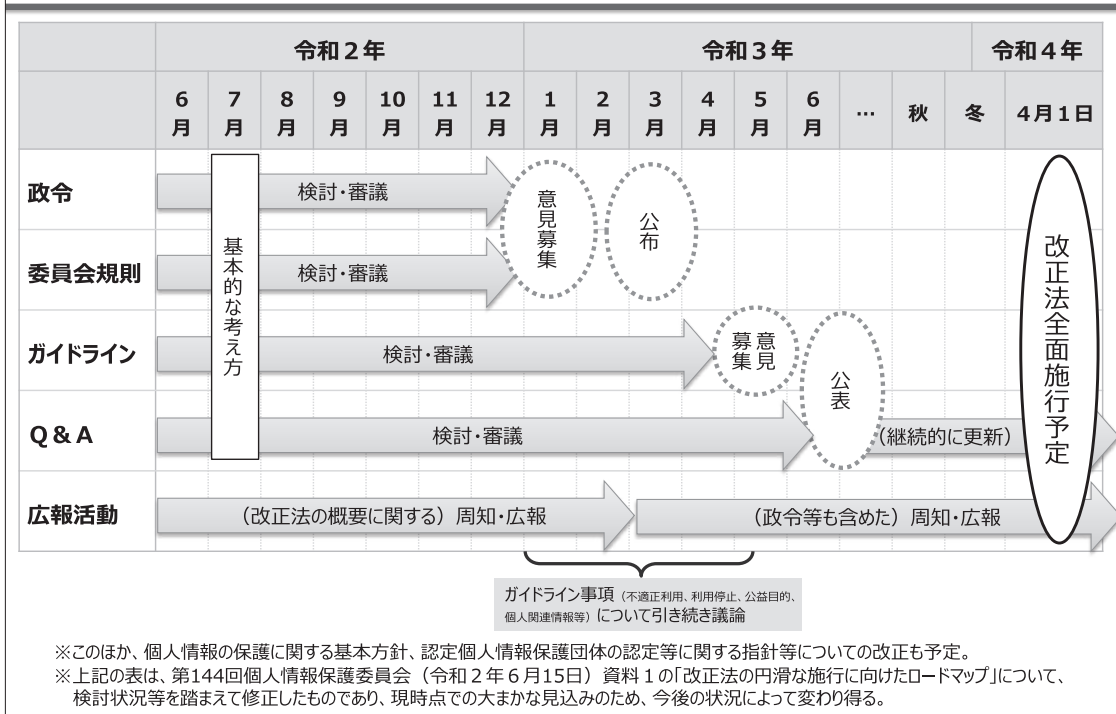 令和２年 令和３年 令和４年
6月 7月 8月 9月 10月 11月 12月 1月 2月 3月 4月 5月 6月 … 秋 冬 4月1日
政令
検討・審議
委員会規則
検討・審議
ガイドライン
検討・審議
Ｑ＆Ａ
検討・審議
（継続的に更新）
基本的な考え方
意見募集
公布
意見募集
公表
改正法全面施行予定
広報活動
（改正法の概要に関する）周知・広報
（政令等も含めた）周知・広報
ガイドライン事項（不適正利用、利用停止、公益目的、
個人関連情報等）について引き続き議論
※このほか、個人情報の保護に関する基本方針、認定個人情報保護団体の認定等に関する指針等についての改正も予定。
※上記の表は、第144回個人情報保護委員会（令和２年６月15日）資料１の「改正法の円滑な施行に向けたロードマップ」について、
検討状況等を踏まえて修正したものであり、現時点での大まかな見込みのため、今後の状況によって変わり得る。